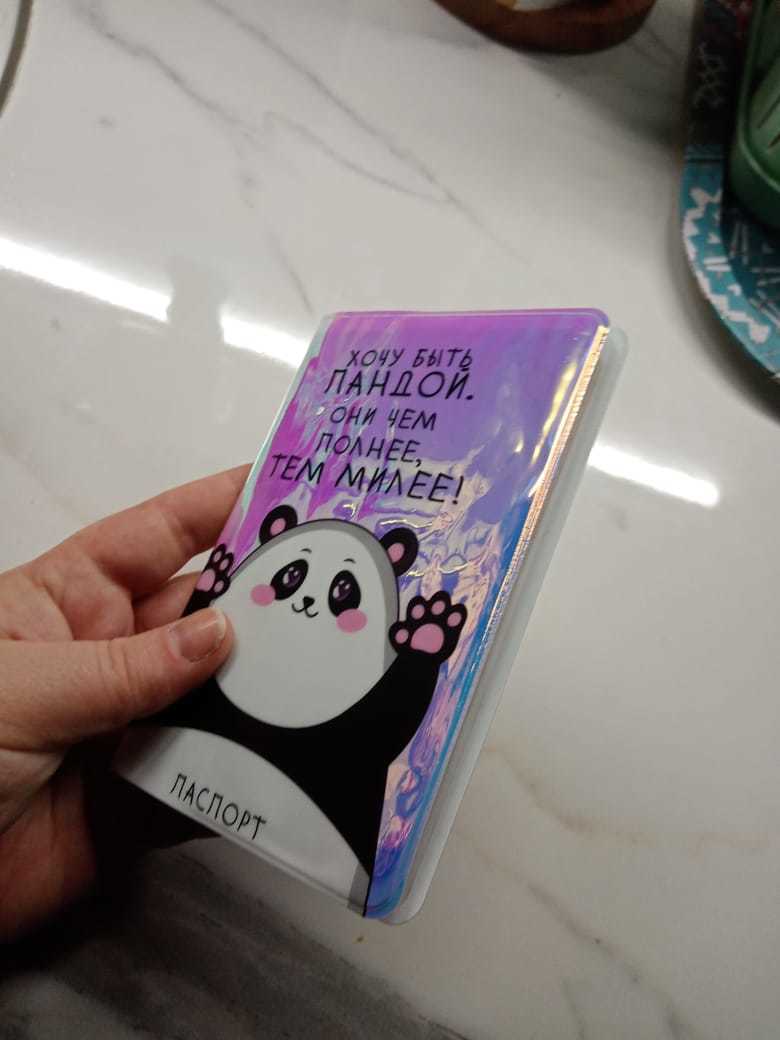 ХОЧУ БЫТЬ
ПАНДОЙ.
ОНИ ЧЕМ
ПОЛНЕЕ,
ТЕМ МИЛЕЕ!
ПАСПОРТ